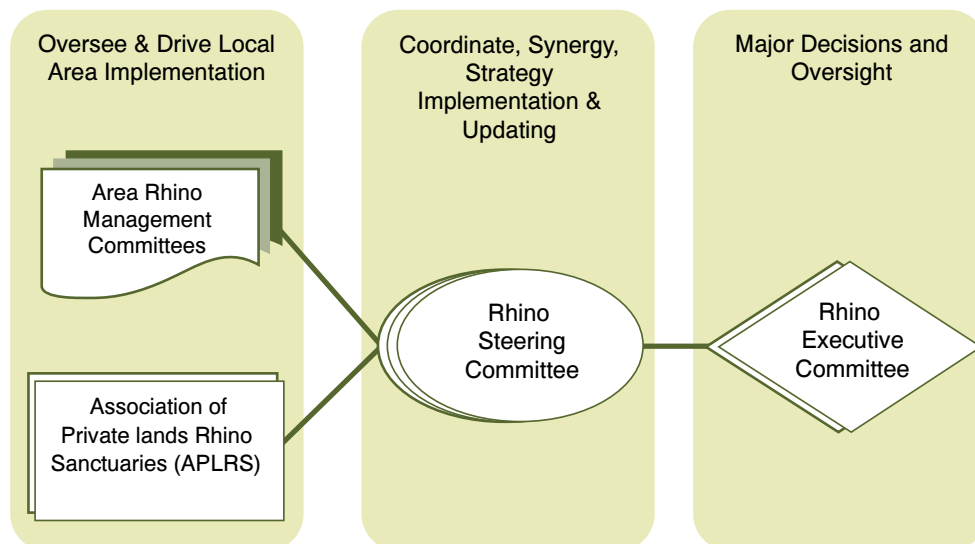 Oversee & Drive Local
Area Implementation
Area Rhino
Management
Committees
Association of
Private lands Rhino
Sanctuaries (APLRS)
Coordinate, Synergy,
Strategy
Implementation &
Updating
Rhino
Steering
Committee
Major Decisions and
Oversight
Rhino
Executive
Committee